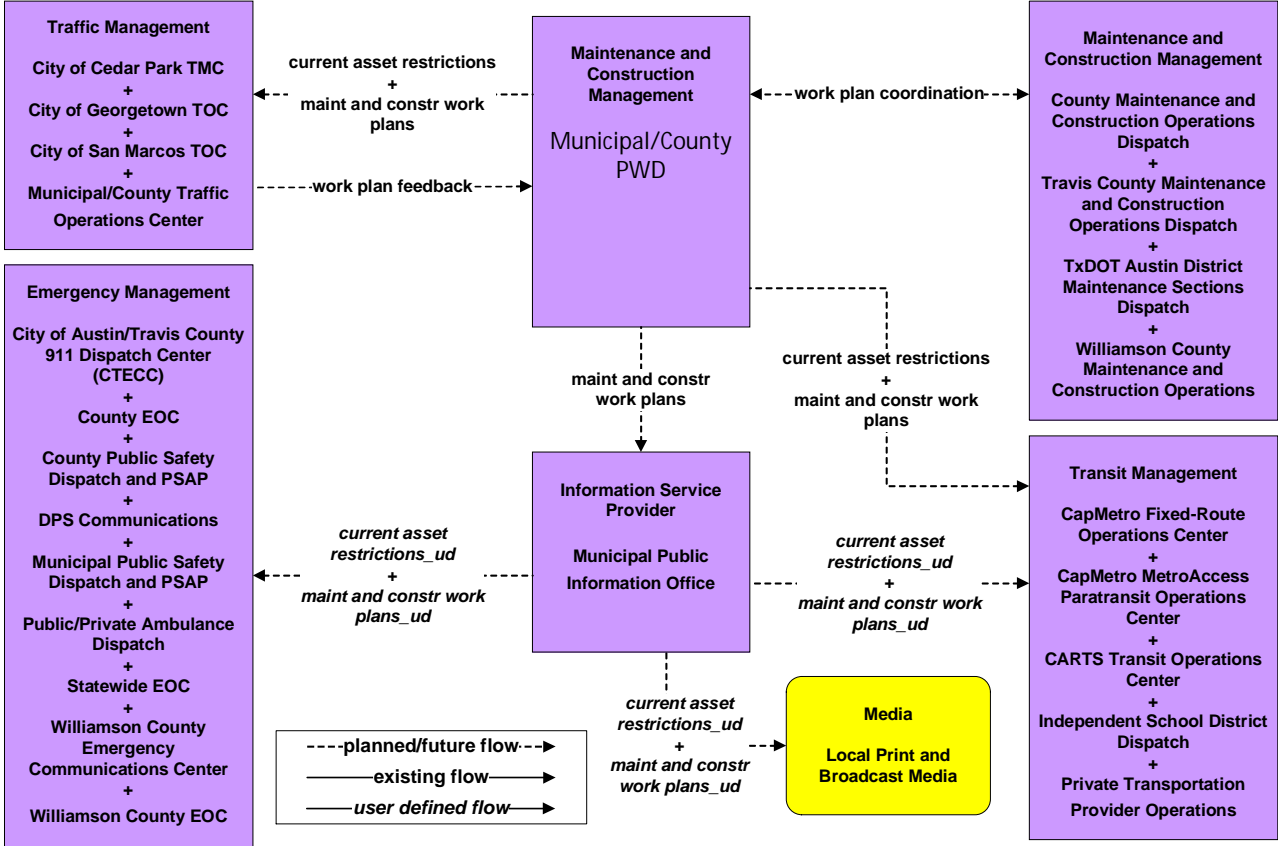 Traffic Management
City of Cedar Park TMC
+
City of Georgetown TOC
+
City of San Marcos TOC
+
Municipal/County Traffic
Operations Center
current asset restrictions
+
maint and constr work
plans
work plan feedback
Maintenance and
Construction
Management
Municipal/County
PWD
work plan coordination
Maintenance and
Construction Management
County Maintenance and
Construction Operations
Dispatch
+
Travis County Maintenance
and Construction
Operations Dispatch
+
TxDOT Austin District
Maintenance Sections
Dispatch
+
Williamson County
Maintenance and
Construction Operations
Emergency Management
City of Austin/Travis County
911 Dispatch Center
(CTECC)
+
County EOC
+
County Public Safety
Dispatch and PSAP
+
DPS Communications
+
Municipal Public Safety
Dispatch and PSAP
+
Public/Private Ambulance
Dispatch
+
Statewide EOC
+
Williamson County
Emergency
Communications Center
+
Williamson County EOC
maint and constr
work plans
current asset restrictions
+
maint and constr work
plans
Information Service
Provider
Municipal Public
Information Office
current asset
restrictions_ud
+
maint and constr work
plans_ud
current asset
restrictions_ud
+
maint and constr work
plans_ud
Transit Management
CapMetro Fixed-Route
Operations Center
+
CapMetro MetroAccess
Paratransit Operations
Center
+
CARTS Transit Operations
Center
+
Independent School District
Dispatch
+
Private Transportation
Provider Operations
current asset
restrictions_ud
+
maint and constr
work plans_ud
Media
Local Print and
Broadcast Media
planned/future flow
existing flow
user defined flow